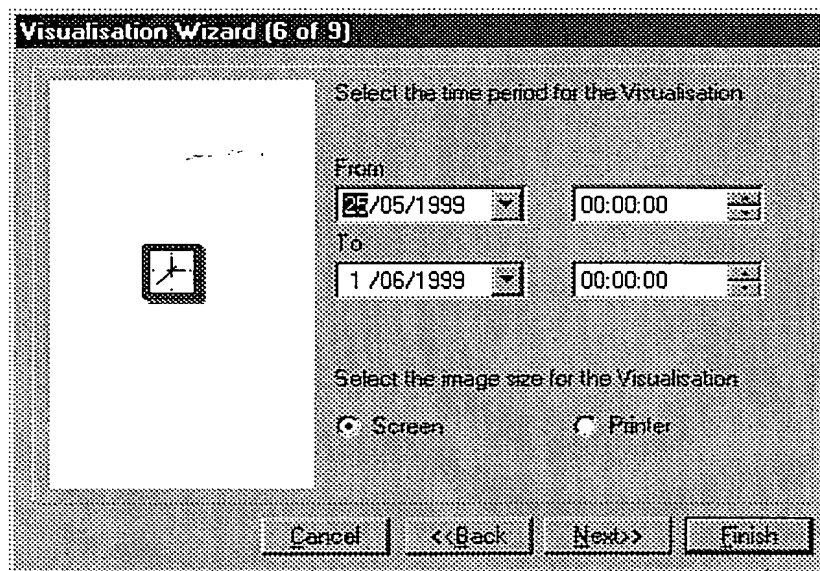 Visualisation Wizard (6 of 9)
Select the time period for the Visualisation
From
25/05/1999 00:00:00
To
1 /06/1999 00:00:00
Select the image size for the Visualisation
Screen Printer
Cancel <<Back Next>> Finish